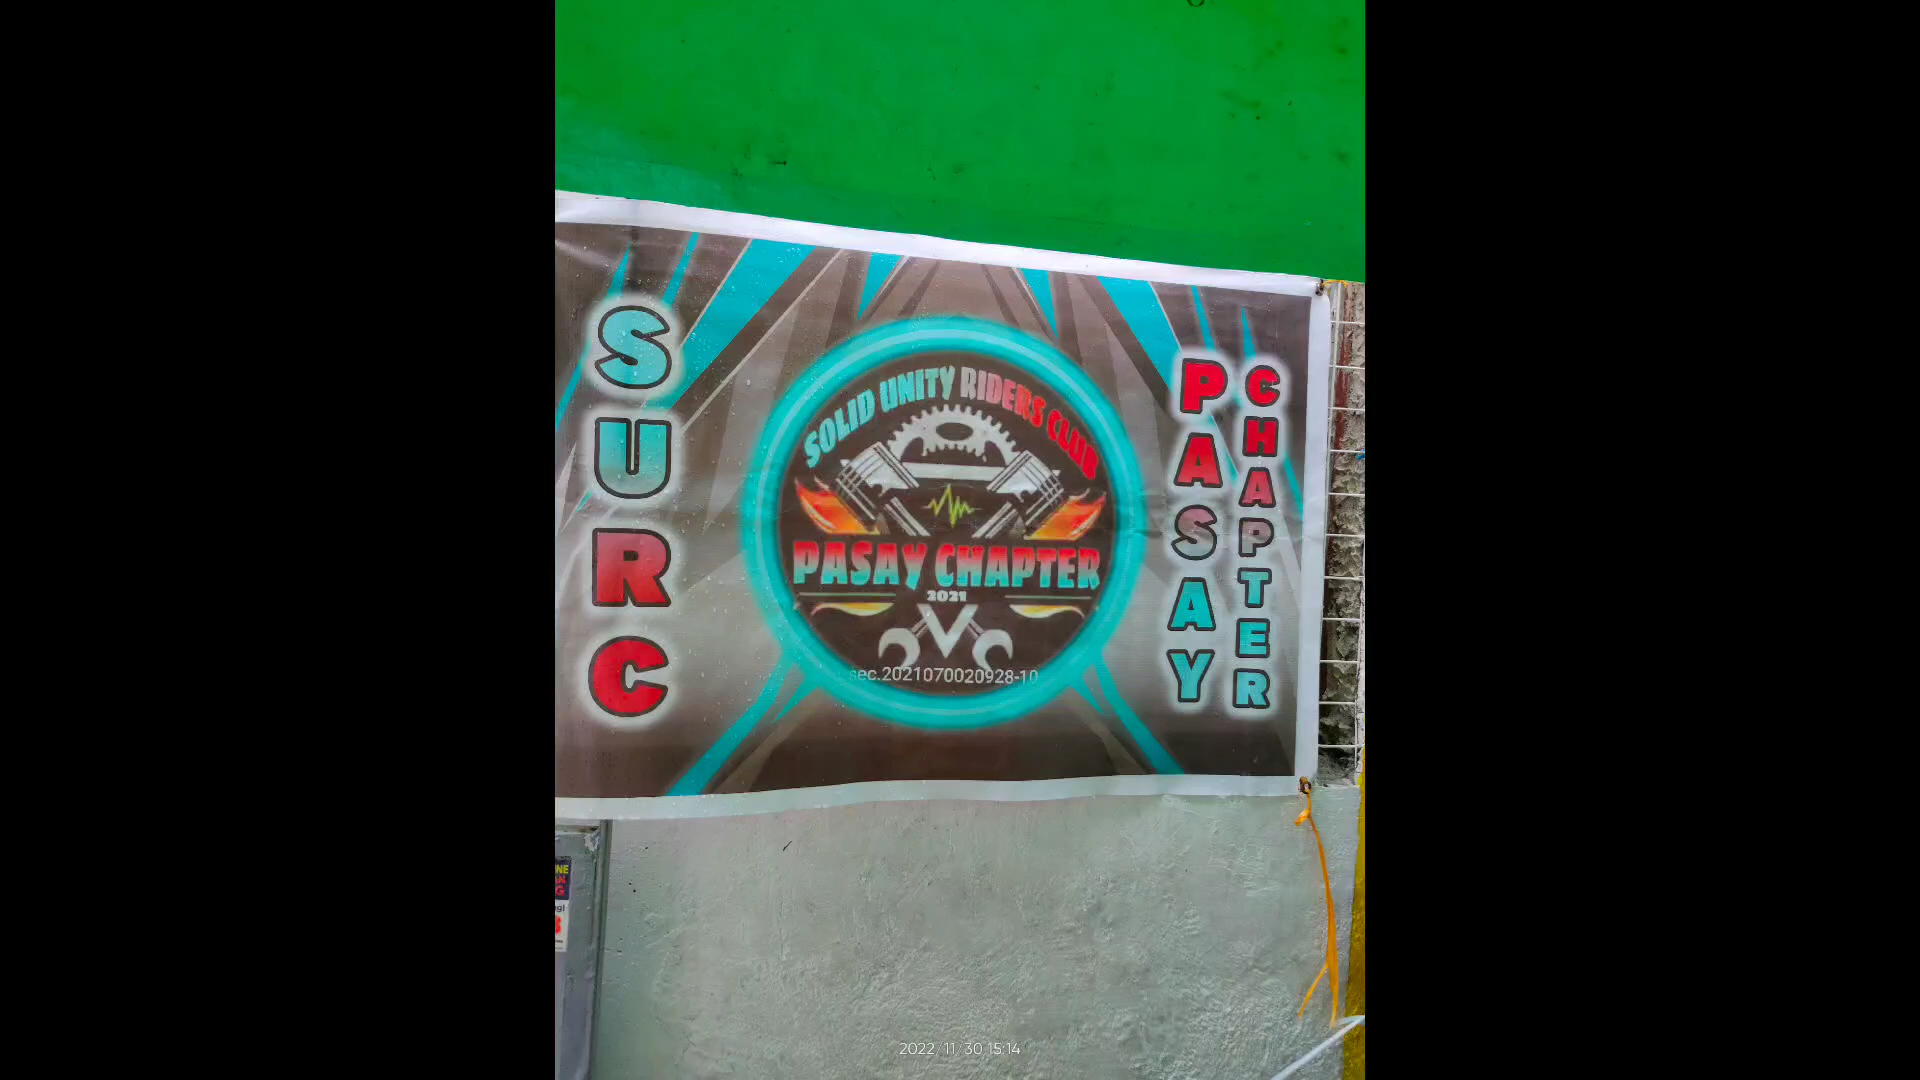 SURC
SOLID UNITY RIDERS CLUB
PASAY CHAPTER
2021
sec.2021070020928-10
PASAY
CHAPTER
2022/11/30 15:14